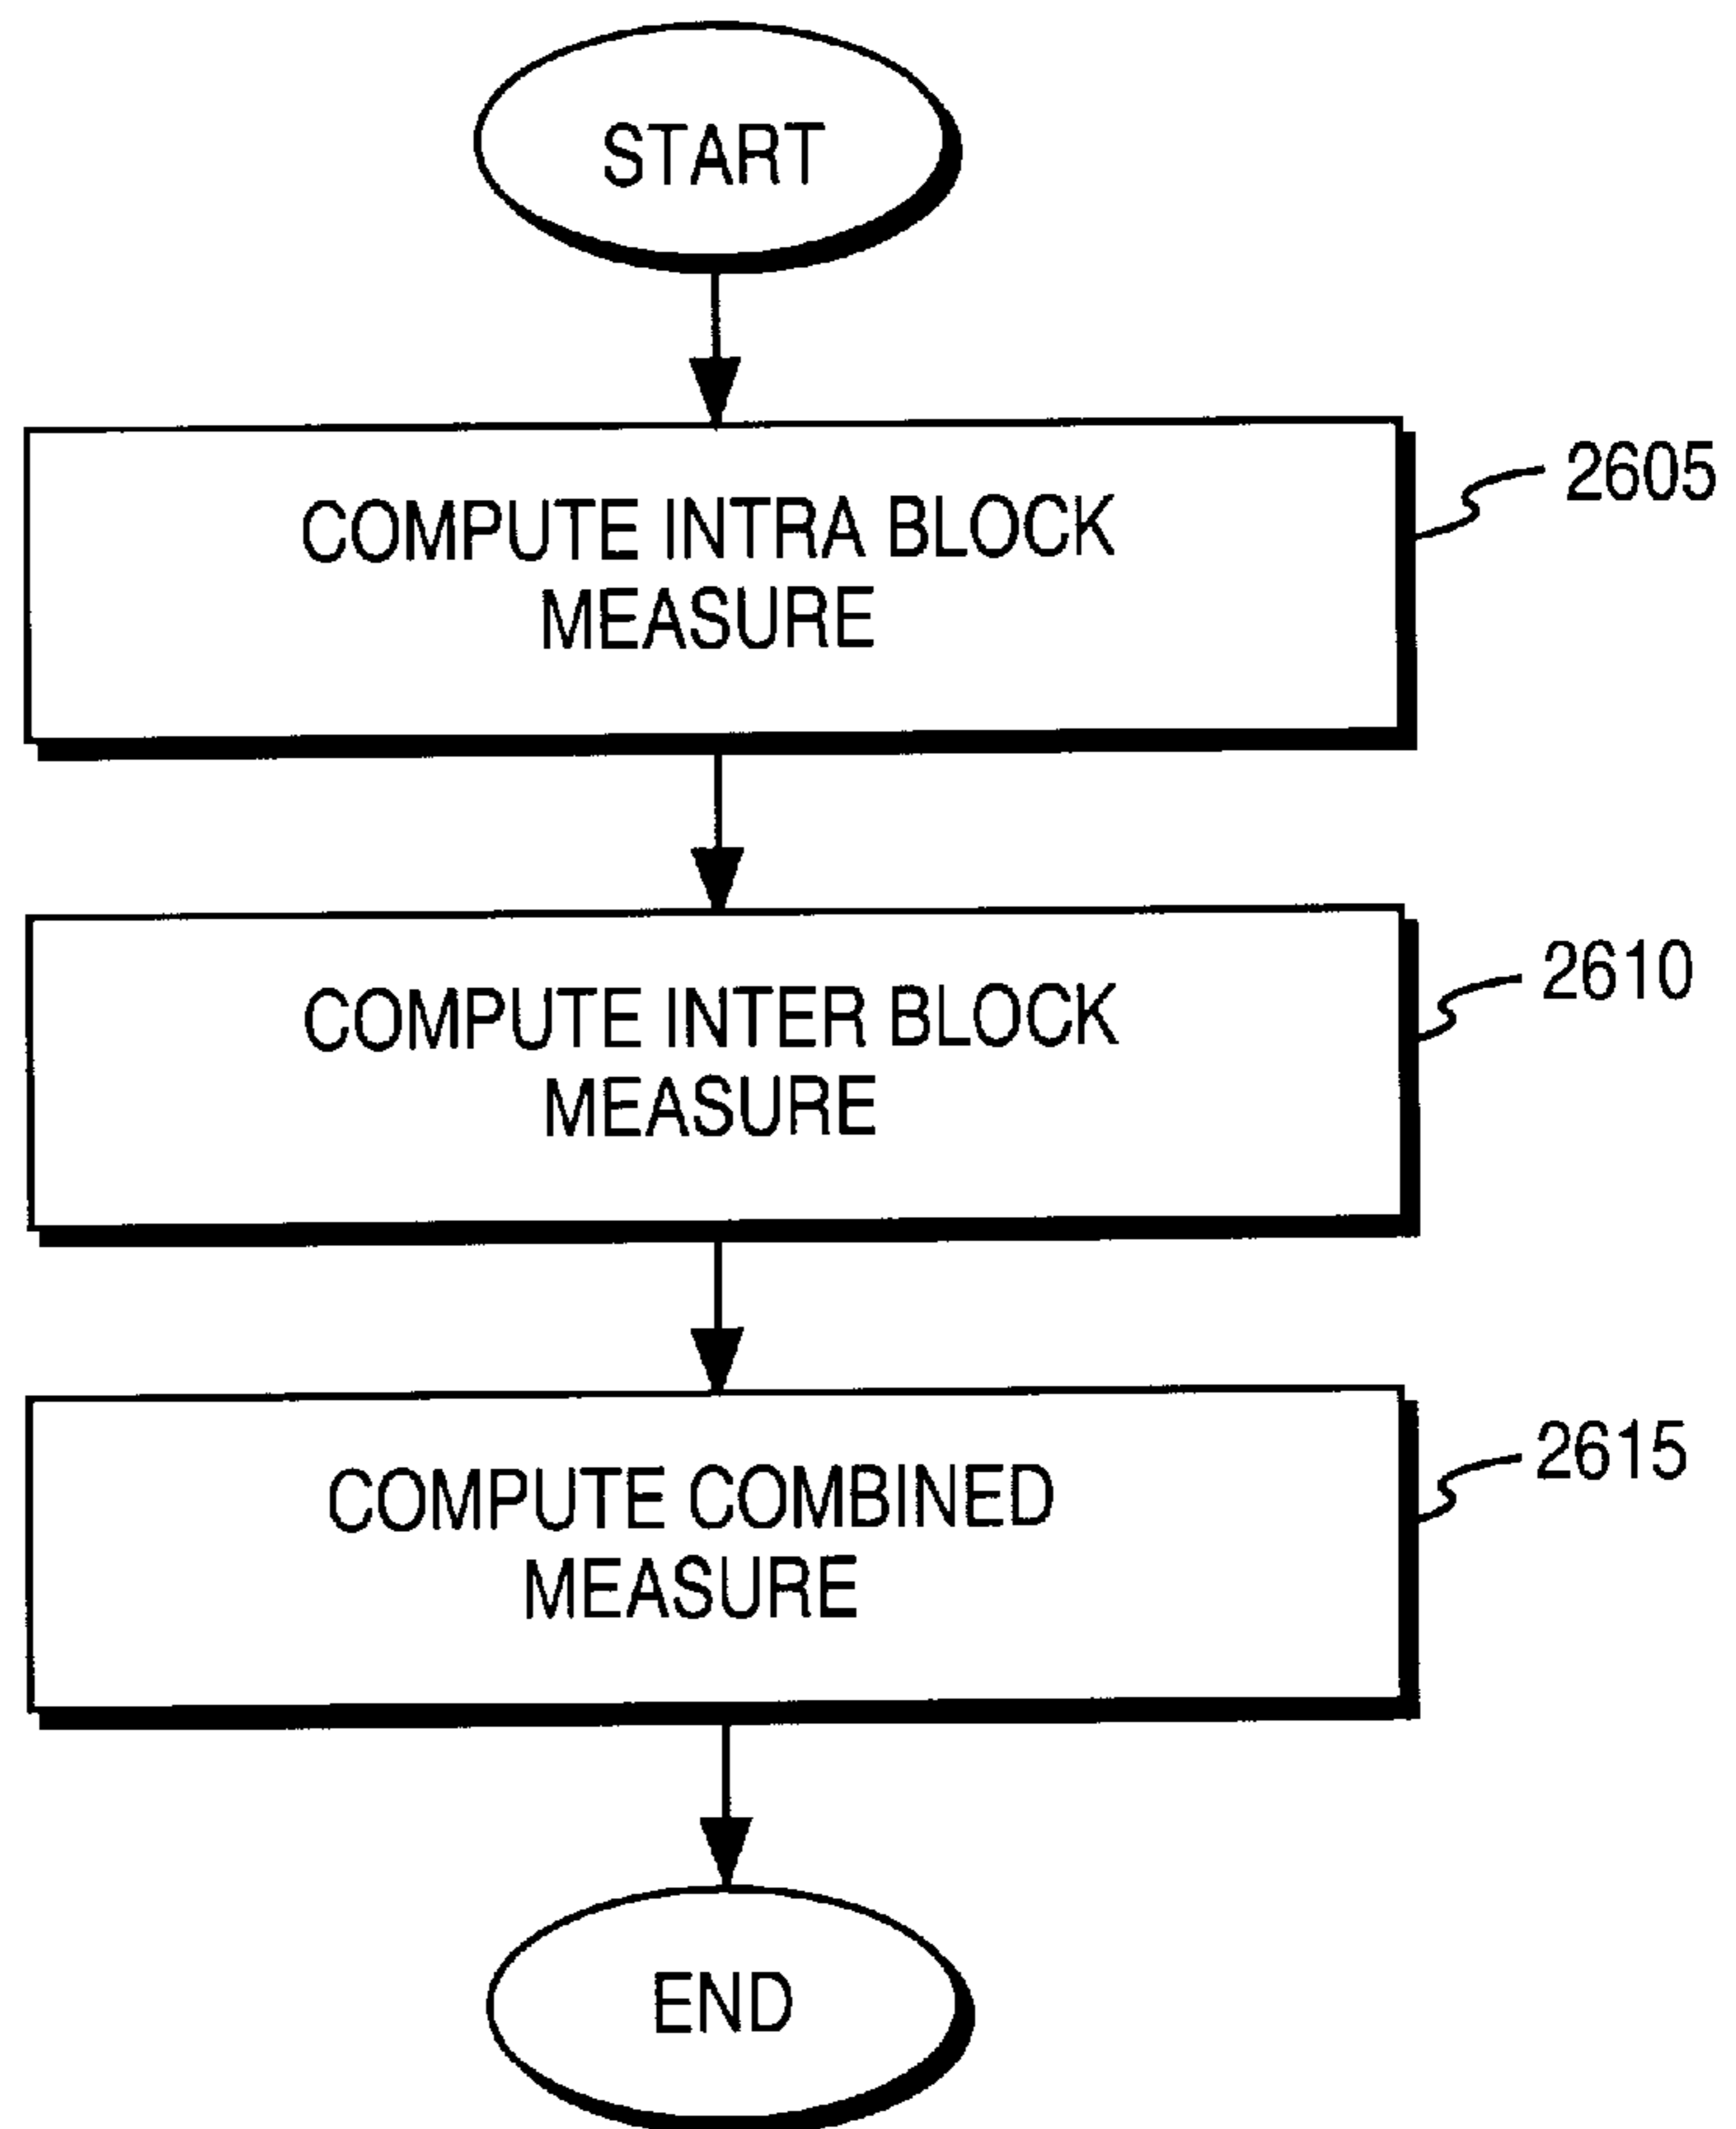 START
COMPUTE INTRA BLOCK
MEASURE
2605
COMPUTE INTER BLOCK
MEASURE
2610
COMPUTE COMBINED
MEASURE
2615
END